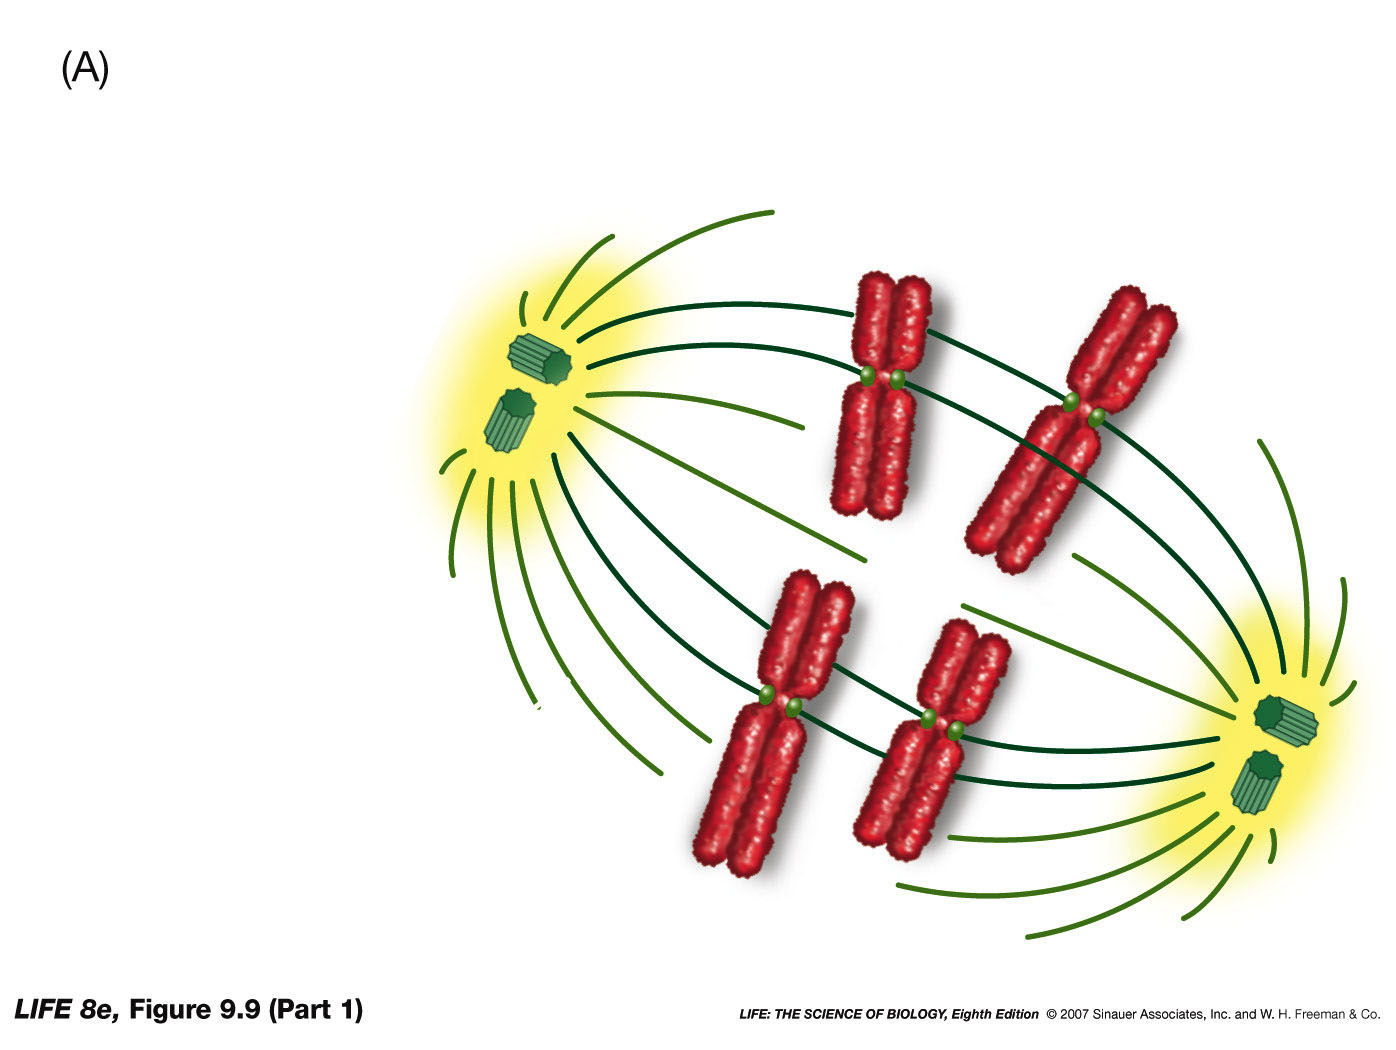 (A)
LIFE 8e, Figure 9.9 (Part 1)
LIFE: THE SCIENCE OF BIOLOGY, Eighth Edition © 2007 Sinauer Associates, Inc. and W. H. Freeman & Co.